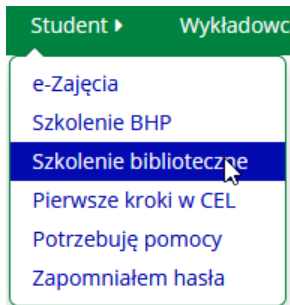 Student
Wykładowc
e-Zajęcia
Szkolenie BHP
Szkolenie biblioteczne
Pierwsze kroki w CEL
Potrzebuję pomocy
Zapomniałem hasła